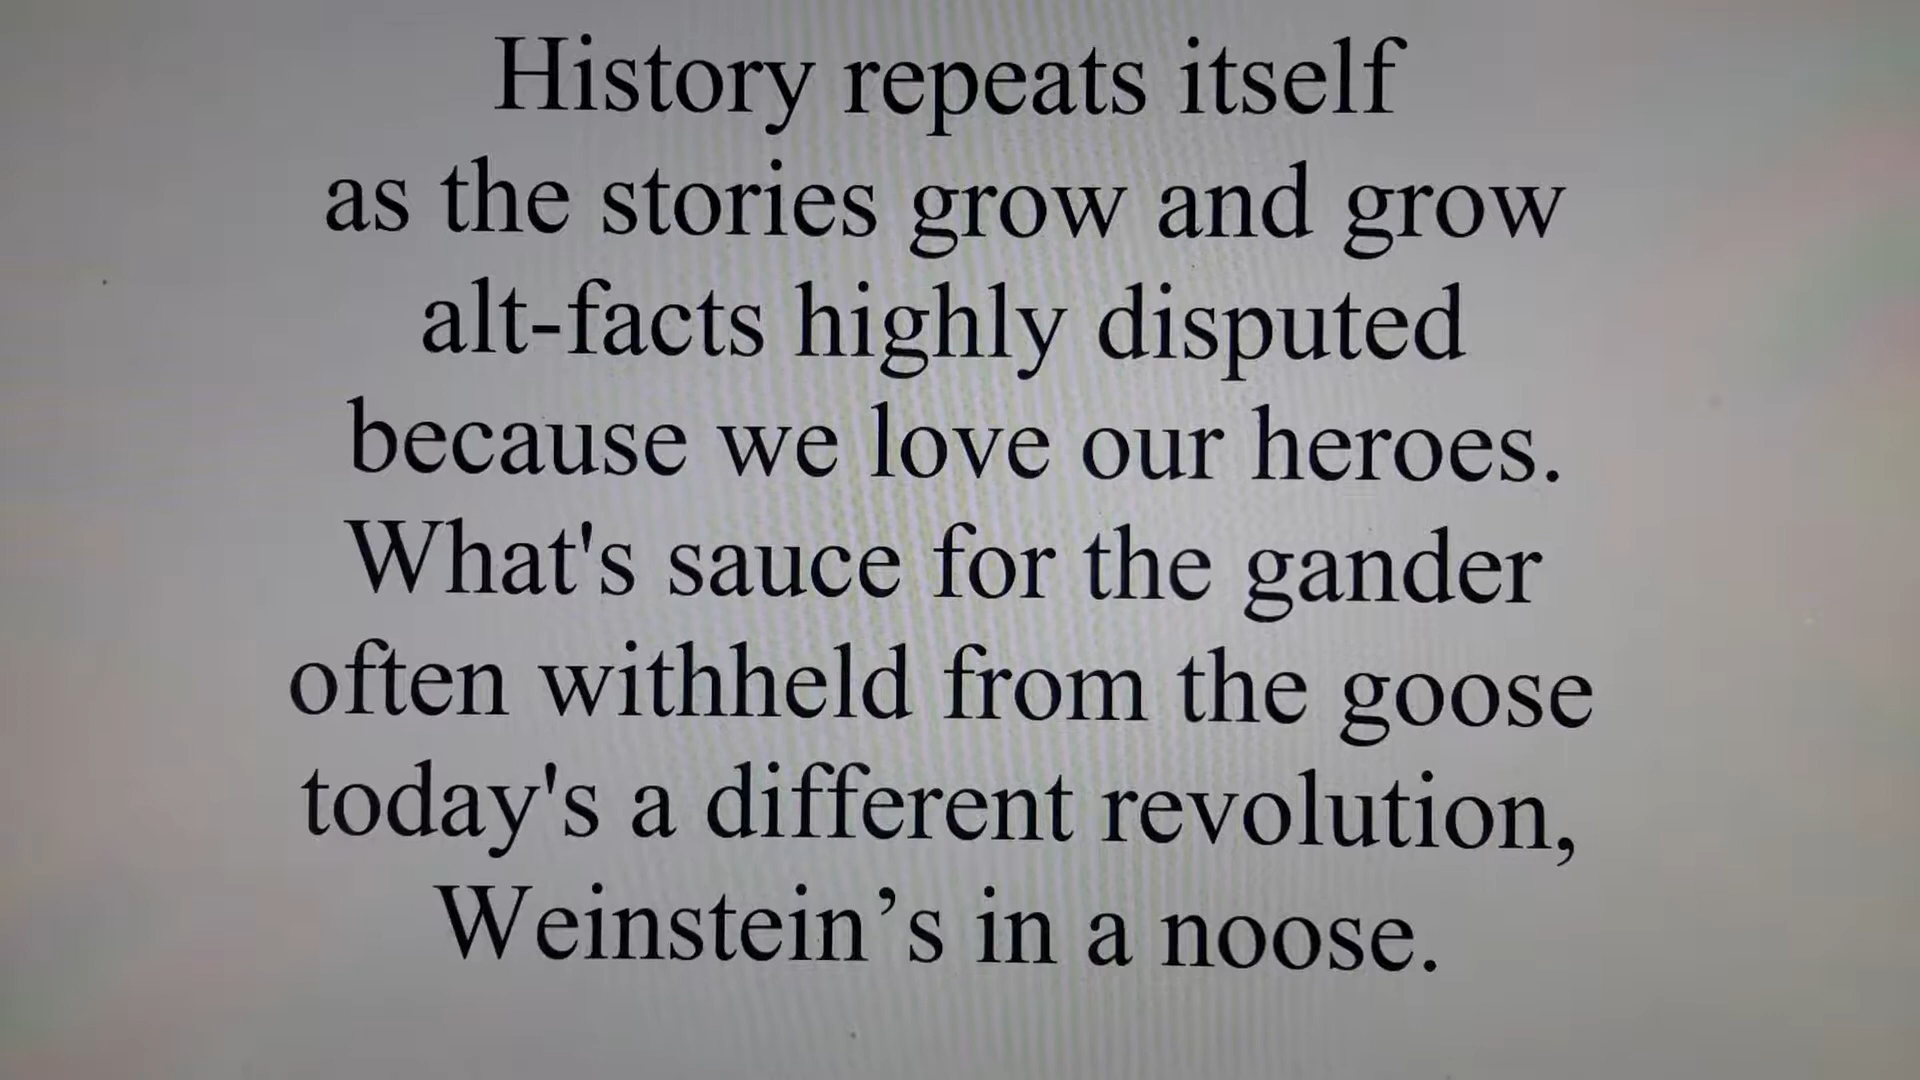 History repeats itself
as the stories grow and grow
alt-facts highly disputed
because we love our heroes.
What's sauce for the gander
often withheld from the goose
today's a different revolution,
Weinstein’s in a noose.